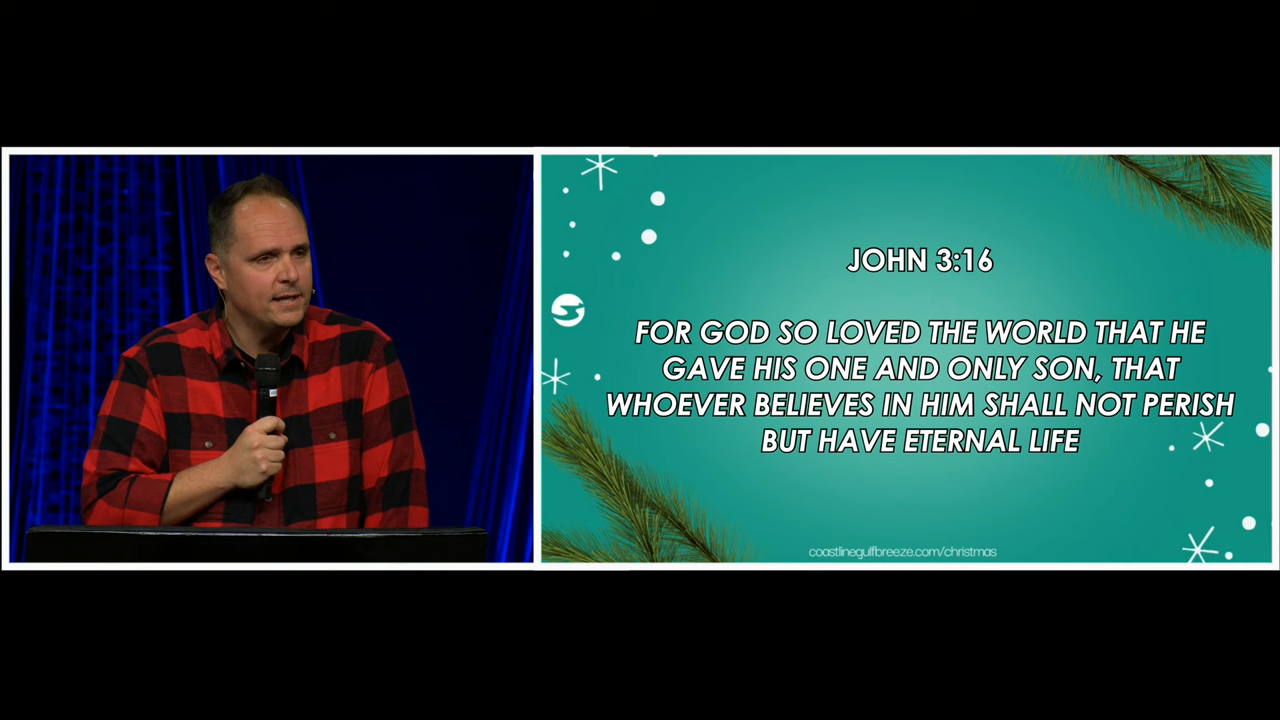 JOHN 3:16
FOR GOD SO LOVED THE WORLD THAT HE
GAVE HIS ONE AND ONLY SON, THAT
WHOEVER BELIEVES IN HIM SHALL NOT PERISH
BUT HAVE ETERNAL LIFE
coastlinegulfbreeze.com/christmas